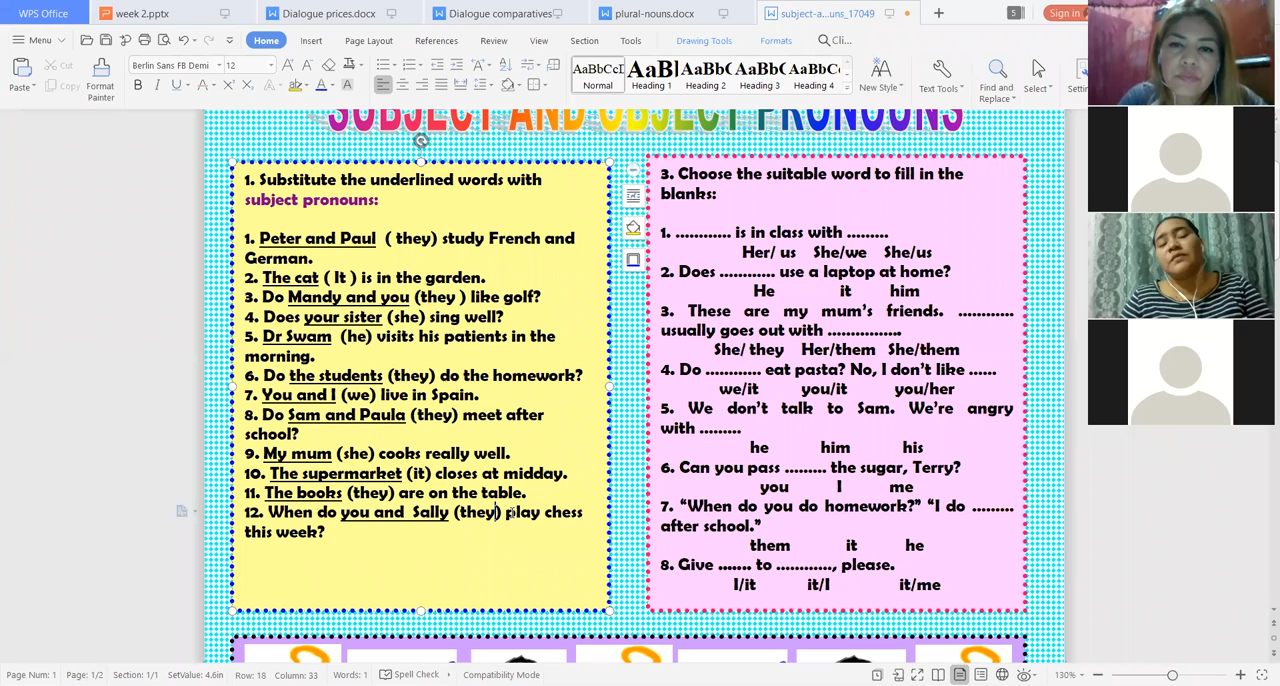 WPS Office
week 2.pptx
Dialogue prices.docx
Dialogue comparatives
plural-nouns.docx
subject-a...uns_17049
5
Sign in
Menu
Home
Insert
Page Layout
References
Review
View
Section
Tools
Drawing Tools
Formats
Cli...
Paste
Cut
Copy
Format Painter
Berlin Sans FB Demi
12
AaBbCcD
Normal
Heading 1
Heading 2
Heading 3
Heading 4
New Style
Text Tools
Find and Replace
Select
SUBJECT AND OBJECT PRONOUNS
1. Substitute the underlined words with
subject pronouns:
1. Peter and Paul ( they) study French and
German.
2. The cat ( It ) is in the garden.
3. Do Mandy and you (they ) like golf?
4. Does your sister (she) sing well?
5. Dr Swam (he) visits his patients in the
morning.
6. Do the students (they) do the homework?
7. You and I (we) live in Spain.
8. Do Sam and Paula (they) meet after
school?
9. My mum (she) cooks really well.
10. The supermarket (it) closes at midday.
11. The books (they) are on the table.
12. When do you and Sally (they) play chess
this week?
3. Choose the suitable word to fill in the
blanks:
1. ............ is in class with .........
Her/ us She/we She/us
2. Does ............ use a laptop at home?
He it him
3. These are my mum's friends. ............
usually goes out with ................
She/ they Her/them She/them
4. Do ............ eat pasta? No, I don't like ......
we/it you/it you/her
5. We don't talk to Sam. We're angry
with .........
he him his
6. Can you pass ......... the sugar, Terry?
you I me
7. “When do you do homework?” “I do .........
after school.”
them it he
8. Give ....... to ............, please.
I/it it/I it/me
Page Num: 1 Page: 1/2 Section: 1/1 SetValue: 4.6in Row: 18 Column: 33 Words: 1 Spell Check Compatibility Mode
130%